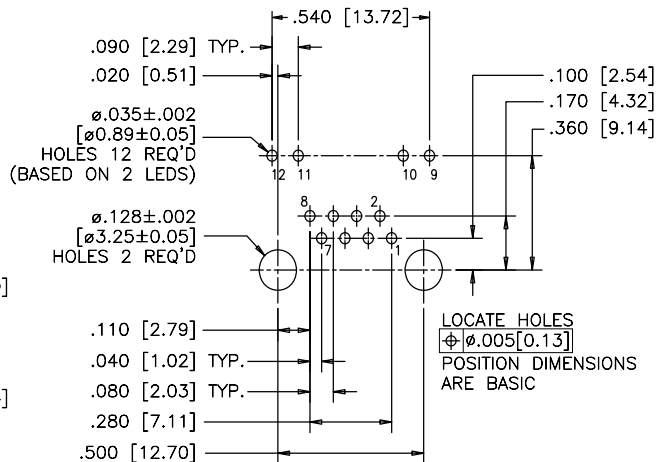 .540 [13.72]
.090 [2.29] TYP.
.020 [0.51]
.100 [2.54]
.170 [4.32]
.360 [9.14]
ø.035±.002
[ø0.89±0.05]
HOLES 12 REQ'D
(BASED ON 2 LEDS)
12 11 10 9
8 2
7 1
ø.128±.002
[ø3.25±0.05]
HOLES 2 REQ'D
]
.110 [2.79]
.040 [1.02] TYP.
.080 [2.03] TYP.
]
.280 [7.11]
.500 [12.70]
LOCATE HOLES
⌖ ø.005[0.13]
POSITION DIMENSIONS
ARE BASIC